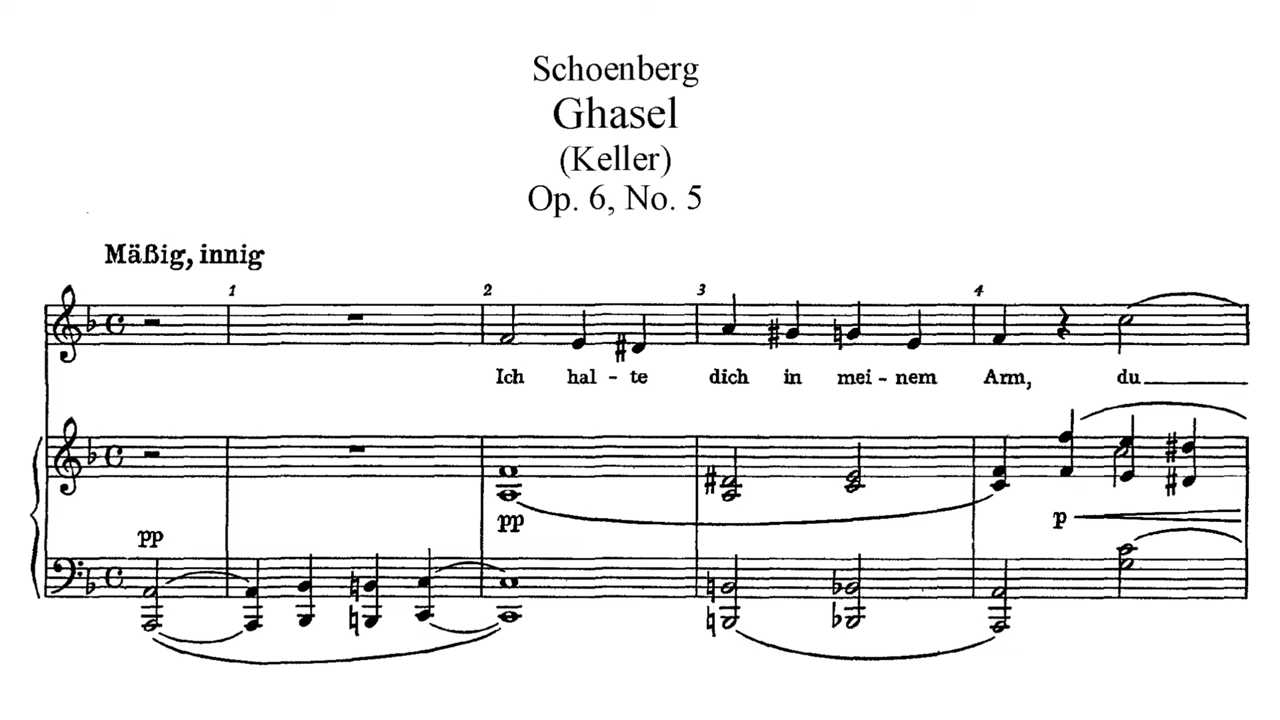 Schoenberg
Ghasel
(Keller)
Op. 6, No. 5
Mäßig, innig
1 2 3 4
Ich hal - te dich in mei - nem Arm, du
pp pp p